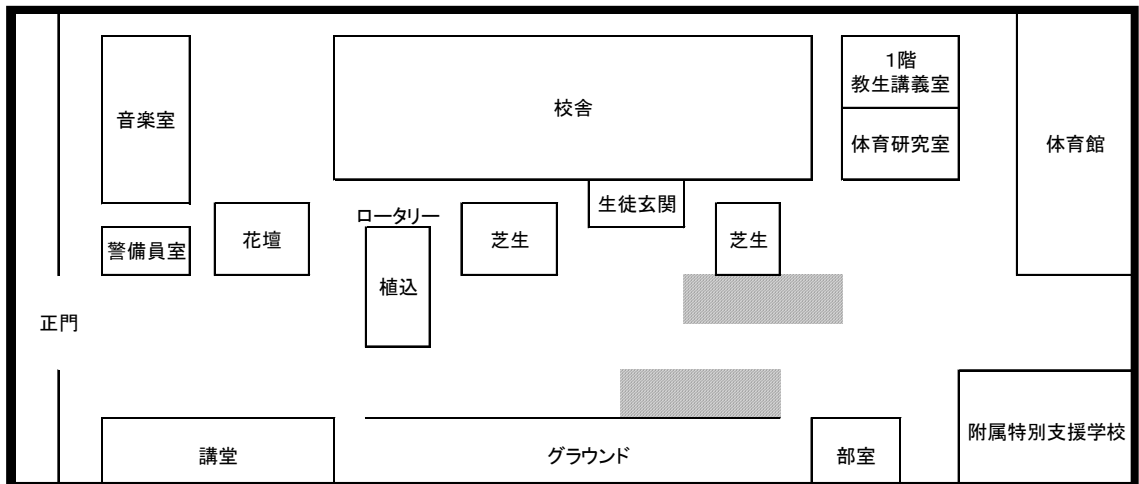 １階
教生講義室
校舎
音楽室
体育研究室
体育館
生徒玄関
ロータリー
花壇
芝生
芝生
警備員室
植込
正門
附属特別支援学校
講堂
グラウンド
部室